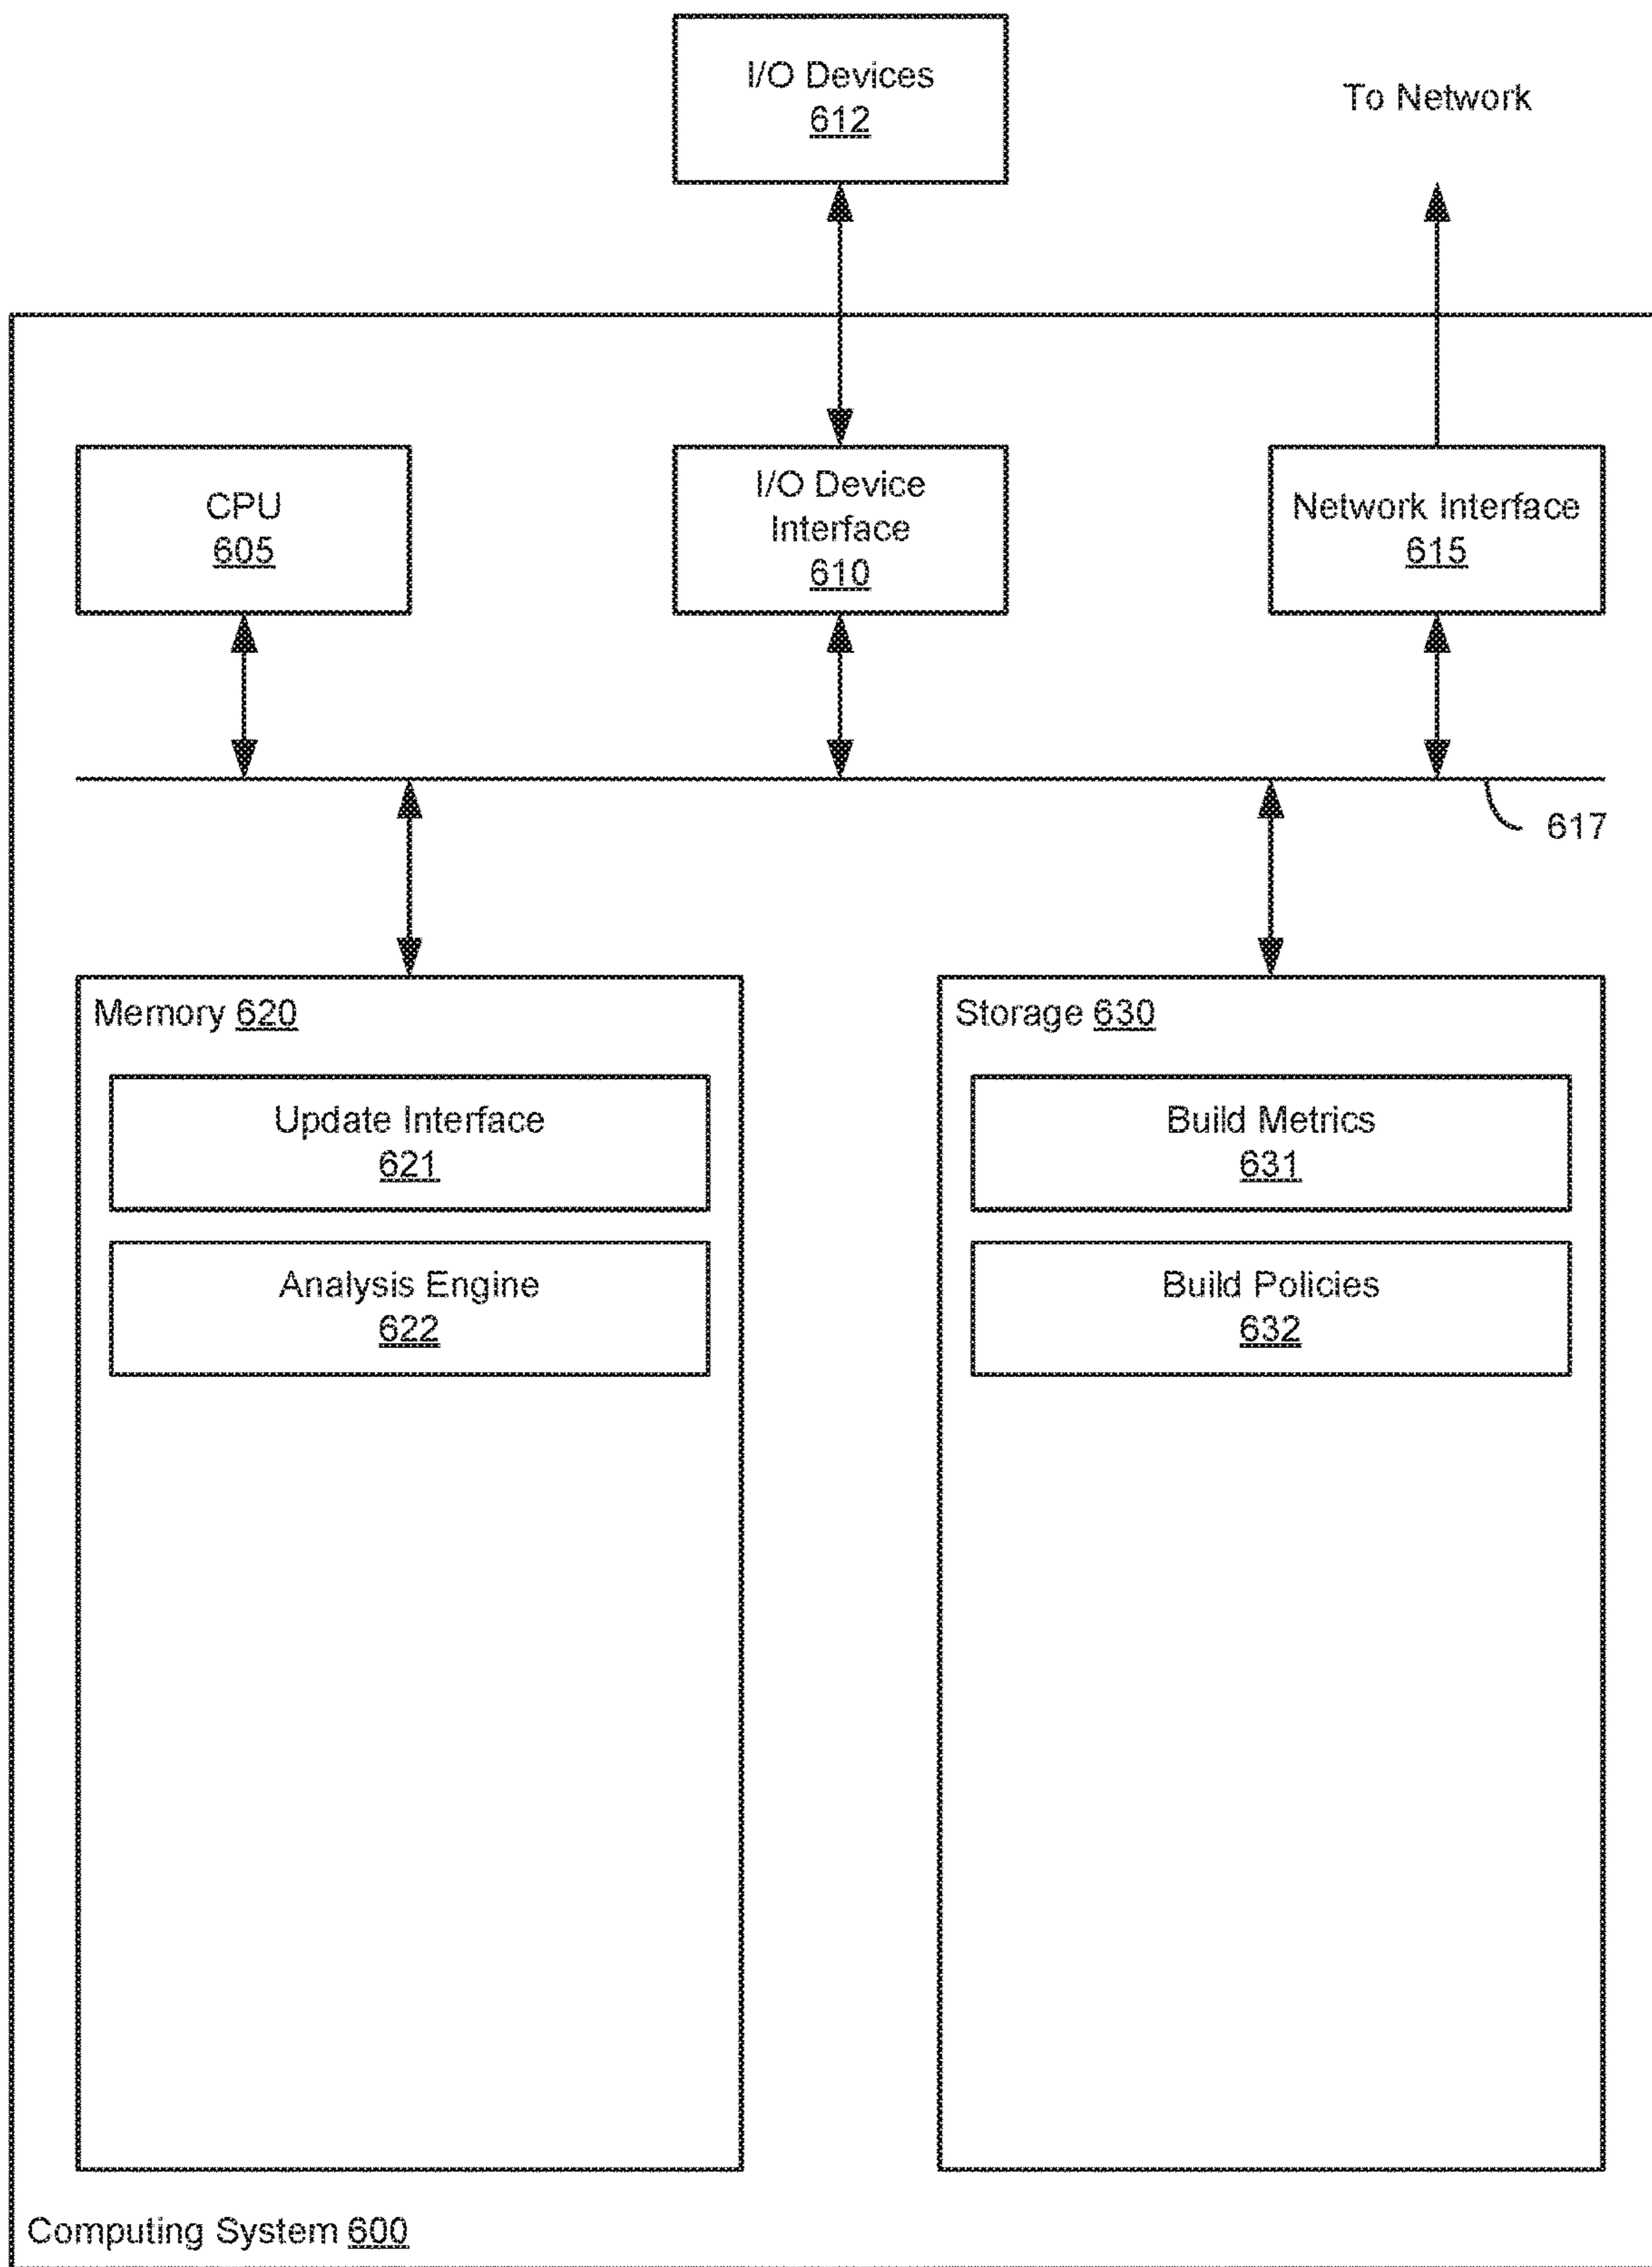 I/O Devices
612
To Network
CPU
605
I/O Device
Interface
610
Network Interface
615
617
Memory 620
Update Interface
621
Analysis Engine
622
Storage 630
Build Metrics
631
Build Policies
632
Computing System 600